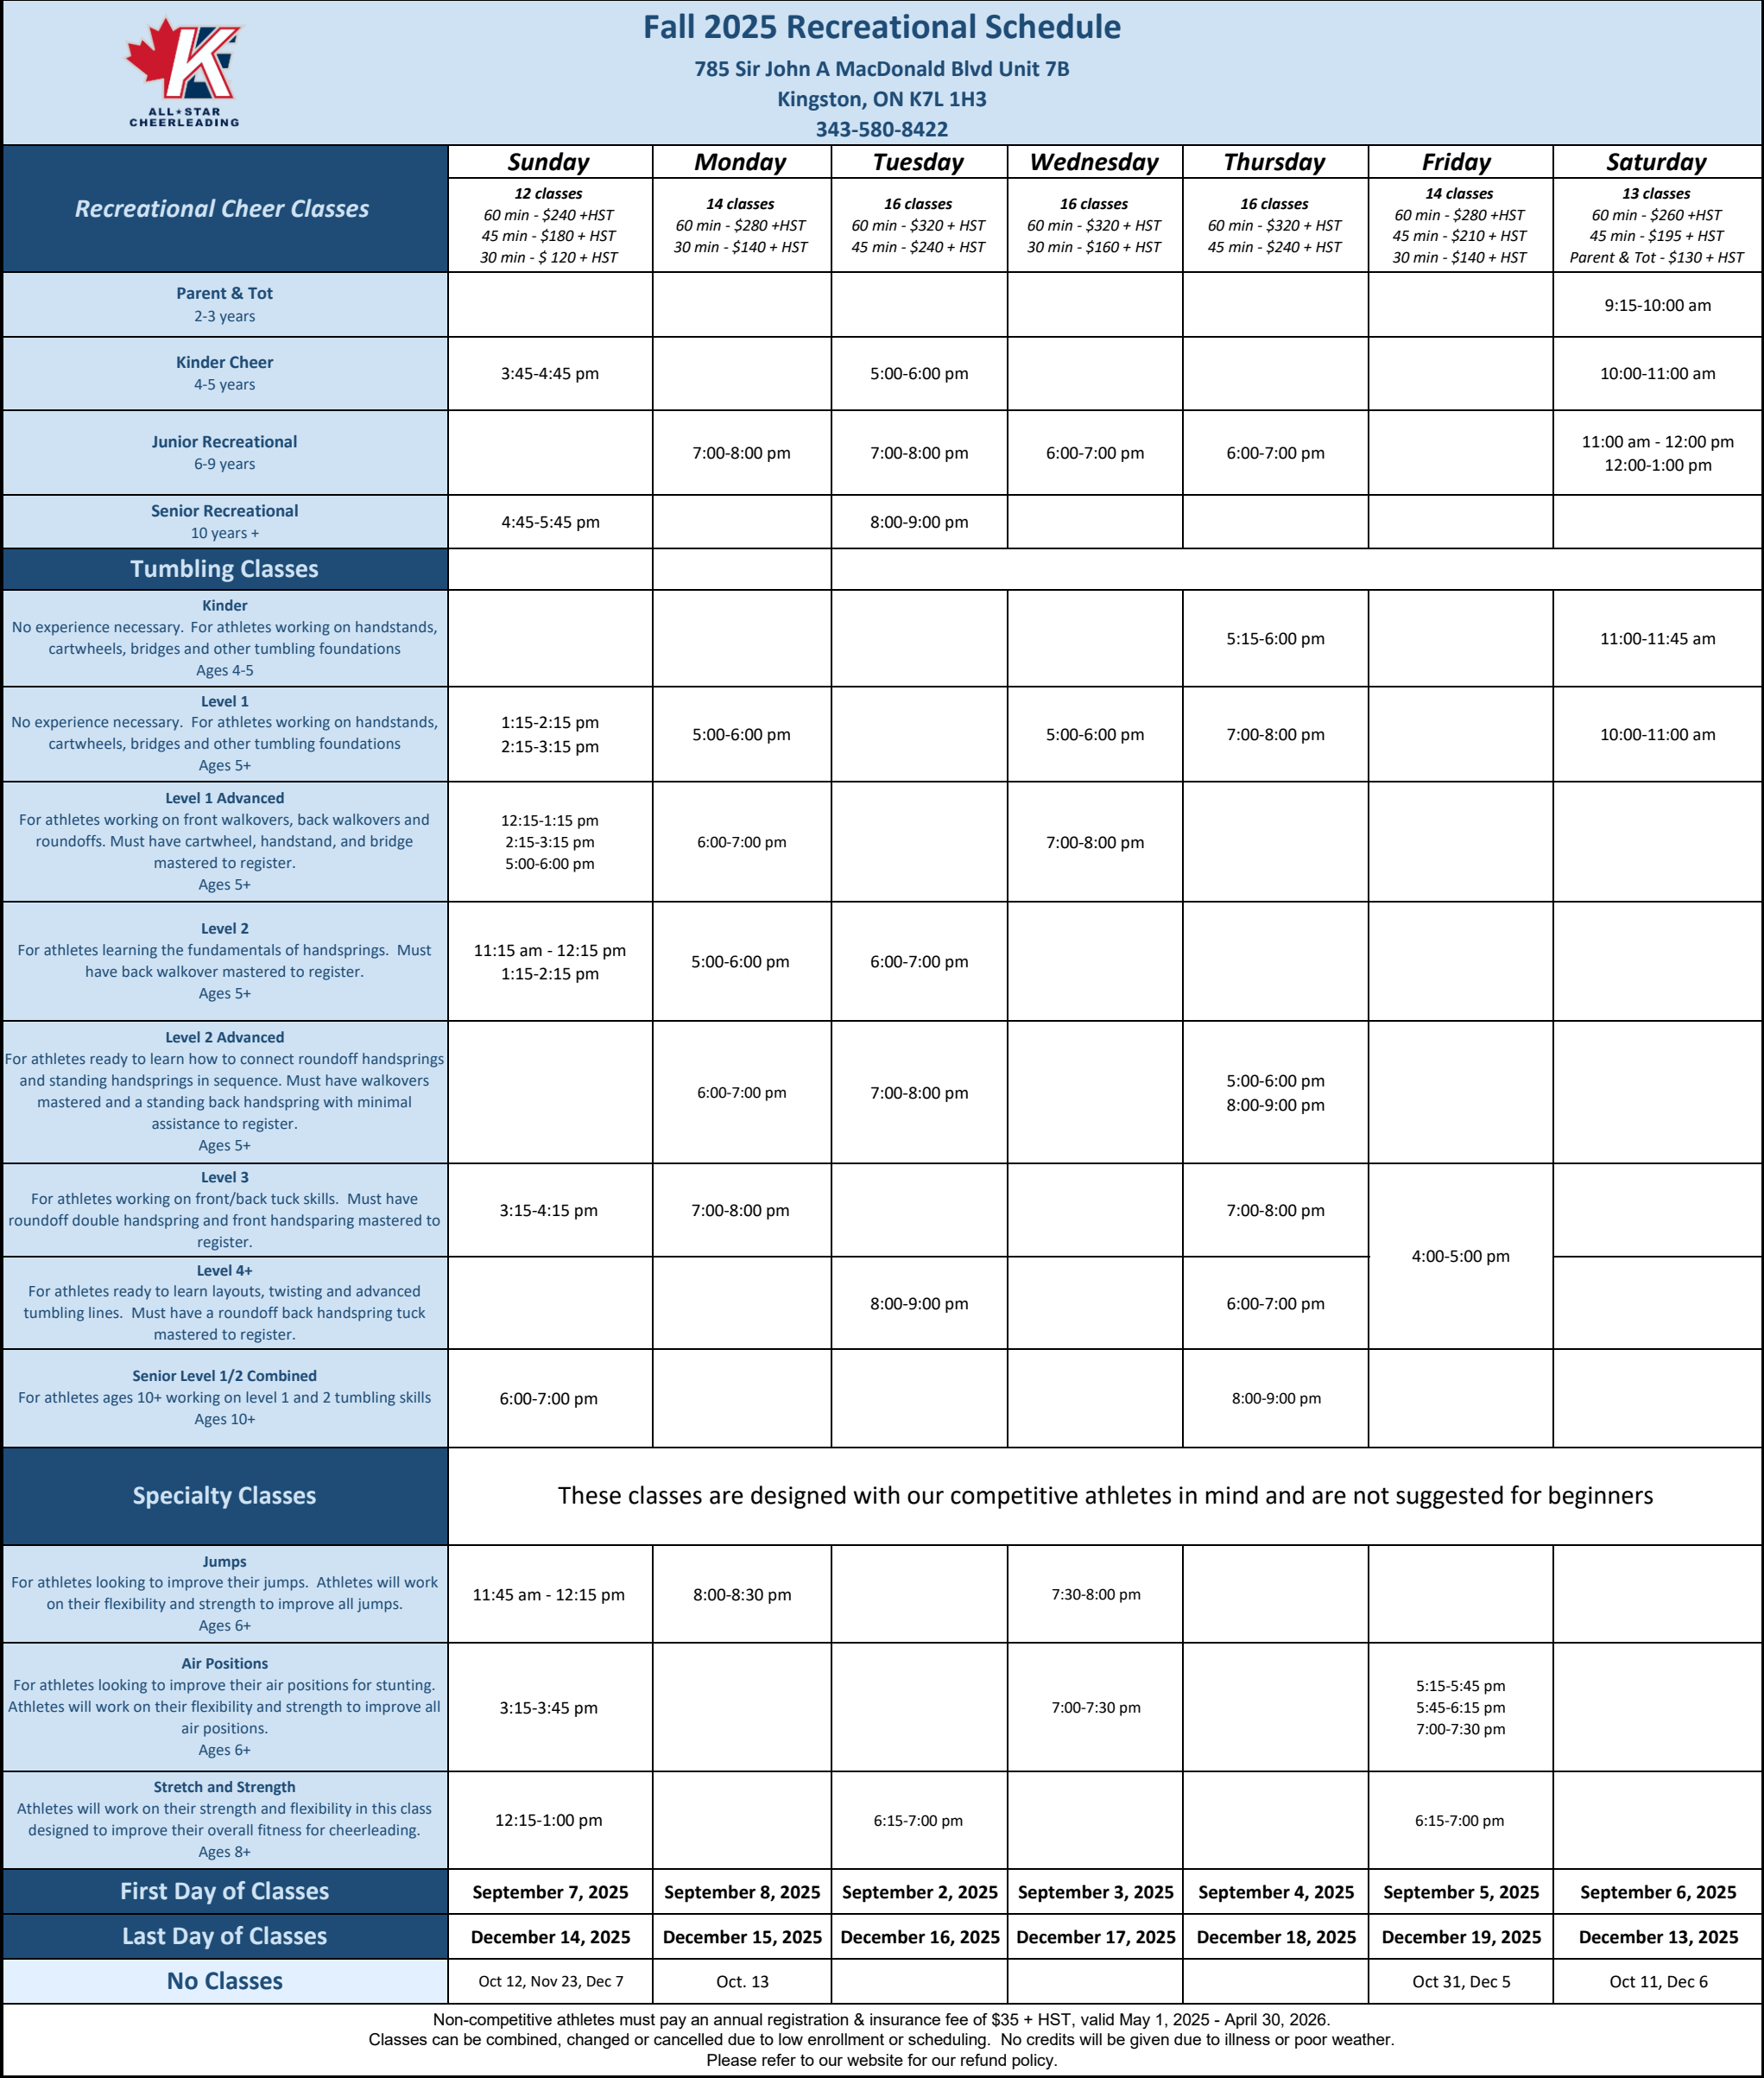 K
ALL★STAR
CHEERLEADING
Fall 2025 Recreational Schedule
785 Sir John A MacDonald Blvd Unit 7B
Kingston, ON K7L 1H3
343-580-8422
Recreational Cheer Classes
Sunday Monday Tuesday Wednesday Thursday Friday Saturday
12 classes
60 min - $240 +HST
45 min - $180 + HST
30 min - $ 120 + HST
14 classes
60 min - $280 +HST
30 min - $140 + HST
16 classes
60 min - $320 + HST
45 min - $240 + HST
16 classes
60 min - $320 + HST
30 min - $160 + HST
16 classes
60 min - $320 + HST
45 min - $240 + HST
14 classes
60 min - $280 +HST
45 min - $210 + HST
30 min - $140 + HST
13 classes
60 min - $260 +HST
45 min - $195 + HST
Parent & Tot - $130 + HST
Parent & Tot
2-3 years
9:15-10:00 am
Kinder Cheer
4-5 years
3:45-4:45 pm 5:00-6:00 pm 10:00-11:00 am
Junior Recreational
6-9 years
7:00-8:00 pm 7:00-8:00 pm 6:00-7:00 pm 6:00-7:00 pm
11:00 am - 12:00 pm
12:00-1:00 pm
Senior Recreational
10 years +
4:45-5:45 pm 8:00-9:00 pm
Tumbling Classes
Kinder
No experience necessary. For athletes working on handstands,
cartwheels, bridges and other tumbling foundations
Ages 4-5
5:15-6:00 pm 11:00-11:45 am
Level 1
No experience necessary. For athletes working on handstands,
cartwheels, bridges and other tumbling foundations
Ages 5+
1:15-2:15 pm
2:15-3:15 pm
5:00-6:00 pm 5:00-6:00 pm 7:00-8:00 pm 10:00-11:00 am
Level 1 Advanced
For athletes working on front walkovers, back walkovers and
roundoffs. Must have cartwheel, handstand, and bridge
mastered to register.
Ages 5+
12:15-1:15 pm
2:15-3:15 pm
5:00-6:00 pm
6:00-7:00 pm 7:00-8:00 pm
Level 2
For athletes learning the fundamentals of handsprings. Must
have back walkover mastered to register.
Ages 5+
11:15 am - 12:15 pm
1:15-2:15 pm
5:00-6:00 pm 6:00-7:00 pm
Level 2 Advanced
For athletes ready to learn how to connect roundoff handsprings
and standing handsprings in sequence. Must have walkovers
mastered and a standing back handspring with minimal
assistance to register.
Ages 5+
6:00-7:00 pm 7:00-8:00 pm
5:00-6:00 pm
8:00-9:00 pm
Level 3
For athletes working on front/back tuck skills. Must have
roundoff double handspring and front handsparing mastered to
register.
3:15-4:15 pm 7:00-8:00 pm 7:00-8:00 pm
4:00-5:00 pm
Level 4+
For athletes ready to learn layouts, twisting and advanced
tumbling lines. Must have a roundoff back handspring tuck
mastered to register.
8:00-9:00 pm 6:00-7:00 pm
Senior Level 1/2 Combined
For athletes ages 10+ working on level 1 and 2 tumbling skills
Ages 10+
6:00-7:00 pm 8:00-9:00 pm
Specialty Classes
These classes are designed with our competitive athletes in mind and are not suggested for beginners
Jumps
For athletes looking to improve their jumps. Athletes will work
on their flexibility and strength to improve all jumps.
Ages 6+
11:45 am - 12:15 pm 8:00-8:30 pm 7:30-8:00 pm
Air Positions
For athletes looking to improve their air positions for stunting.
Athletes will work on their flexibility and strength to improve all
air positions.
Ages 6+
3:15-3:45 pm 7:00-7:30 pm
5:15-5:45 pm
5:45-6:15 pm
7:00-7:30 pm
Stretch and Strength
Athletes will work on their strength and flexibility in this class
designed to improve their overall fitness for cheerleading.
Ages 8+
12:15-1:00 pm 6:15-7:00 pm 6:15-7:00 pm
First Day of Classes September 7, 2025 September 8, 2025 September 2, 2025 September 3, 2025 September 4, 2025 September 5, 2025 September 6, 2025
Last Day of Classes December 14, 2025 December 15, 2025 December 16, 2025 December 17, 2025 December 18, 2025 December 19, 2025 December 13, 2025
No Classes Oct 12, Nov 23, Dec 7 Oct. 13 Oct 31, Dec 5 Oct 11, Dec 6
Non-competitive athletes must pay an annual registration & insurance fee of $35 + HST, valid May 1, 2025 - April 30, 2026.
Classes can be combined, changed or cancelled due to low enrollment or scheduling. No credits will be given due to illness or poor weather.
Please refer to our website for our refund policy.